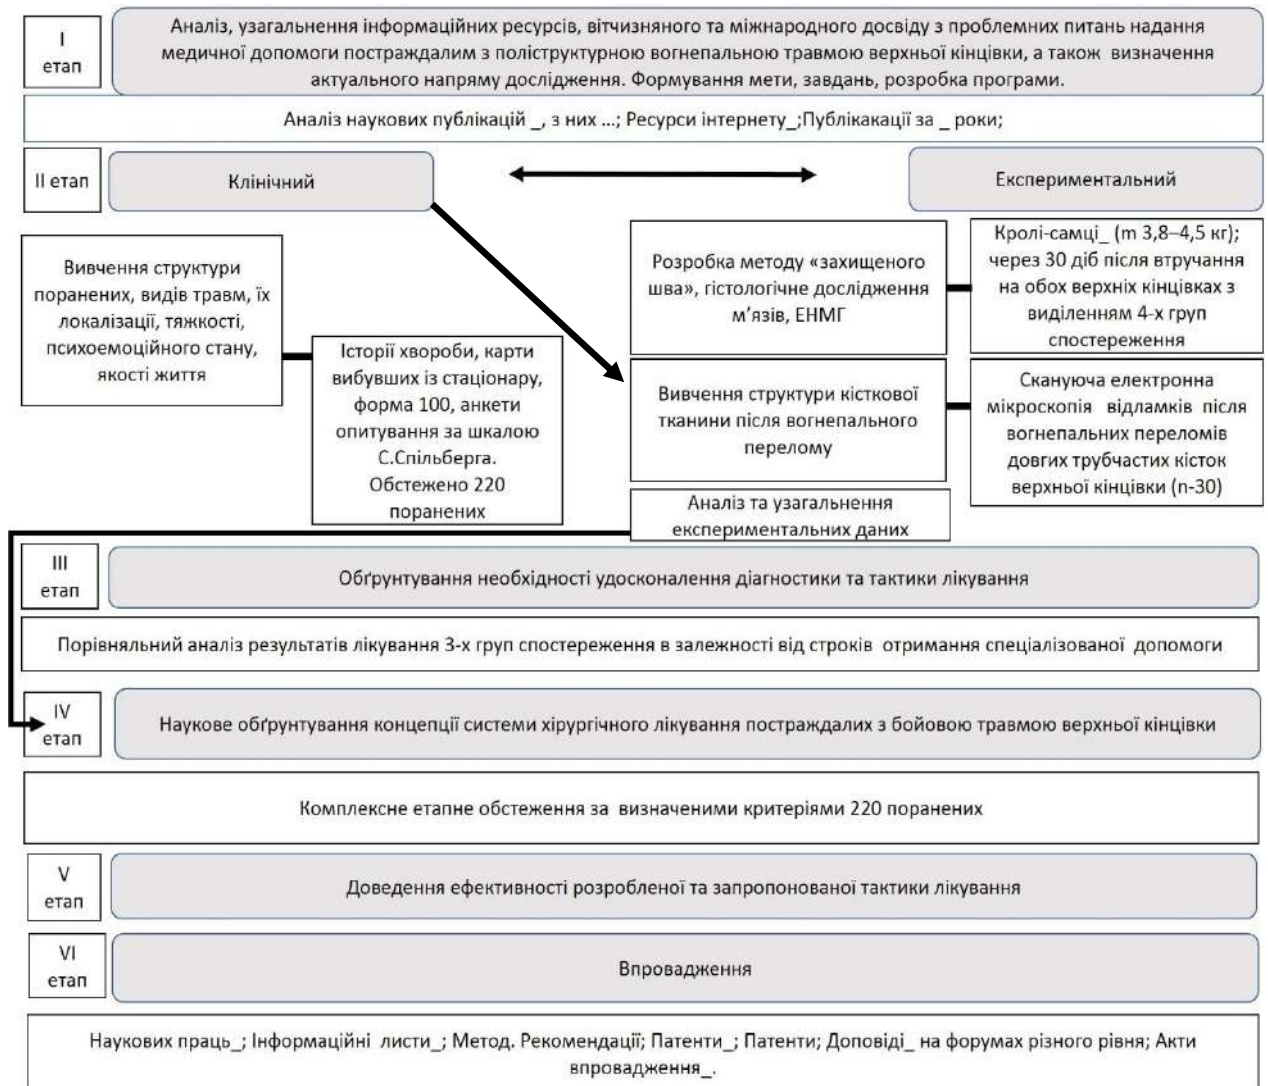 I
етап
Аналіз, узагальнення інформаційних ресурсів, вітчизняного та міжнародного досвіду з проблемних питань надання
медичної допомоги постраждалим з поліструктурною вогнепальною травмою верхньої кінцівки, а також визначення
актуального напряму дослідження. Формування мети, завдань, розробка програми.
Аналіз наукових публікацій _, з них ...; Ресурси інтернету_;Публікакації за _ роки;
II етап
Клінічний
Експериментальний
Вивчення структури
поранених, видів травм, їх
локалізації, тяжкості,
психоемоційного стану,
якості життя
Історії хвороби, карти
вибувших із стаціонару,
форма 100, анкети
опитування за шкалою
С.Спільберга.
Обстежено 220
поранених
Розробка методу «захищеного
шва», гістологічне дослідження
м’язів, ЕНМГ
Кролі-самці_ (m 3,8–4,5 кг);
через 30 діб після втручання
на обох верхніх кінцівках з
виділенням 4-х груп
спостереження
Вивчення структури кісткової
тканини після вогнепального
перелому
Скануюча електронна
мікроскопія відламків після
вогнепальних переломів
довгих трубчастих кісток
верхньої кінцівки (n-30)
Аналіз та узагальнення
експериментальних даних
III
етап
Обґрунтування необхідності удосконалення діагностики та тактики лікування
Порівняльний аналіз результатів лікування 3-х груп спостереження в залежності від строків отримання спеціалізованої допомоги
IV
етап
Наукове обґрунтування концепції системи хірургічного лікування постраждалих з бойовою травмою верхньої кінцівки
Комплексне етапне обстеження за визначеними критеріями 220 поранених
V
етап
Доведення ефективності розробленої та запропонованої тактики лікування
VI
етап
Впровадження
Наукових праць_; Інформаційні листи_; Метод. Рекомендації; Патенти_; Патенти; Доповіді_ на форумах різного рівня; Акти
впровадження_.